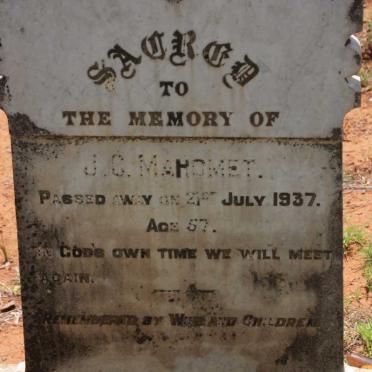 SACRED
TO
THE MEMORY OF
J.G. MAHOMET.
PASSED AWAY ON 21ST JULY 1937.
AGE 57.
IN GODS OWN TIME WE WILL MEET
AGAIN.
REMEMBERED BY WIFE AND CHILDREN